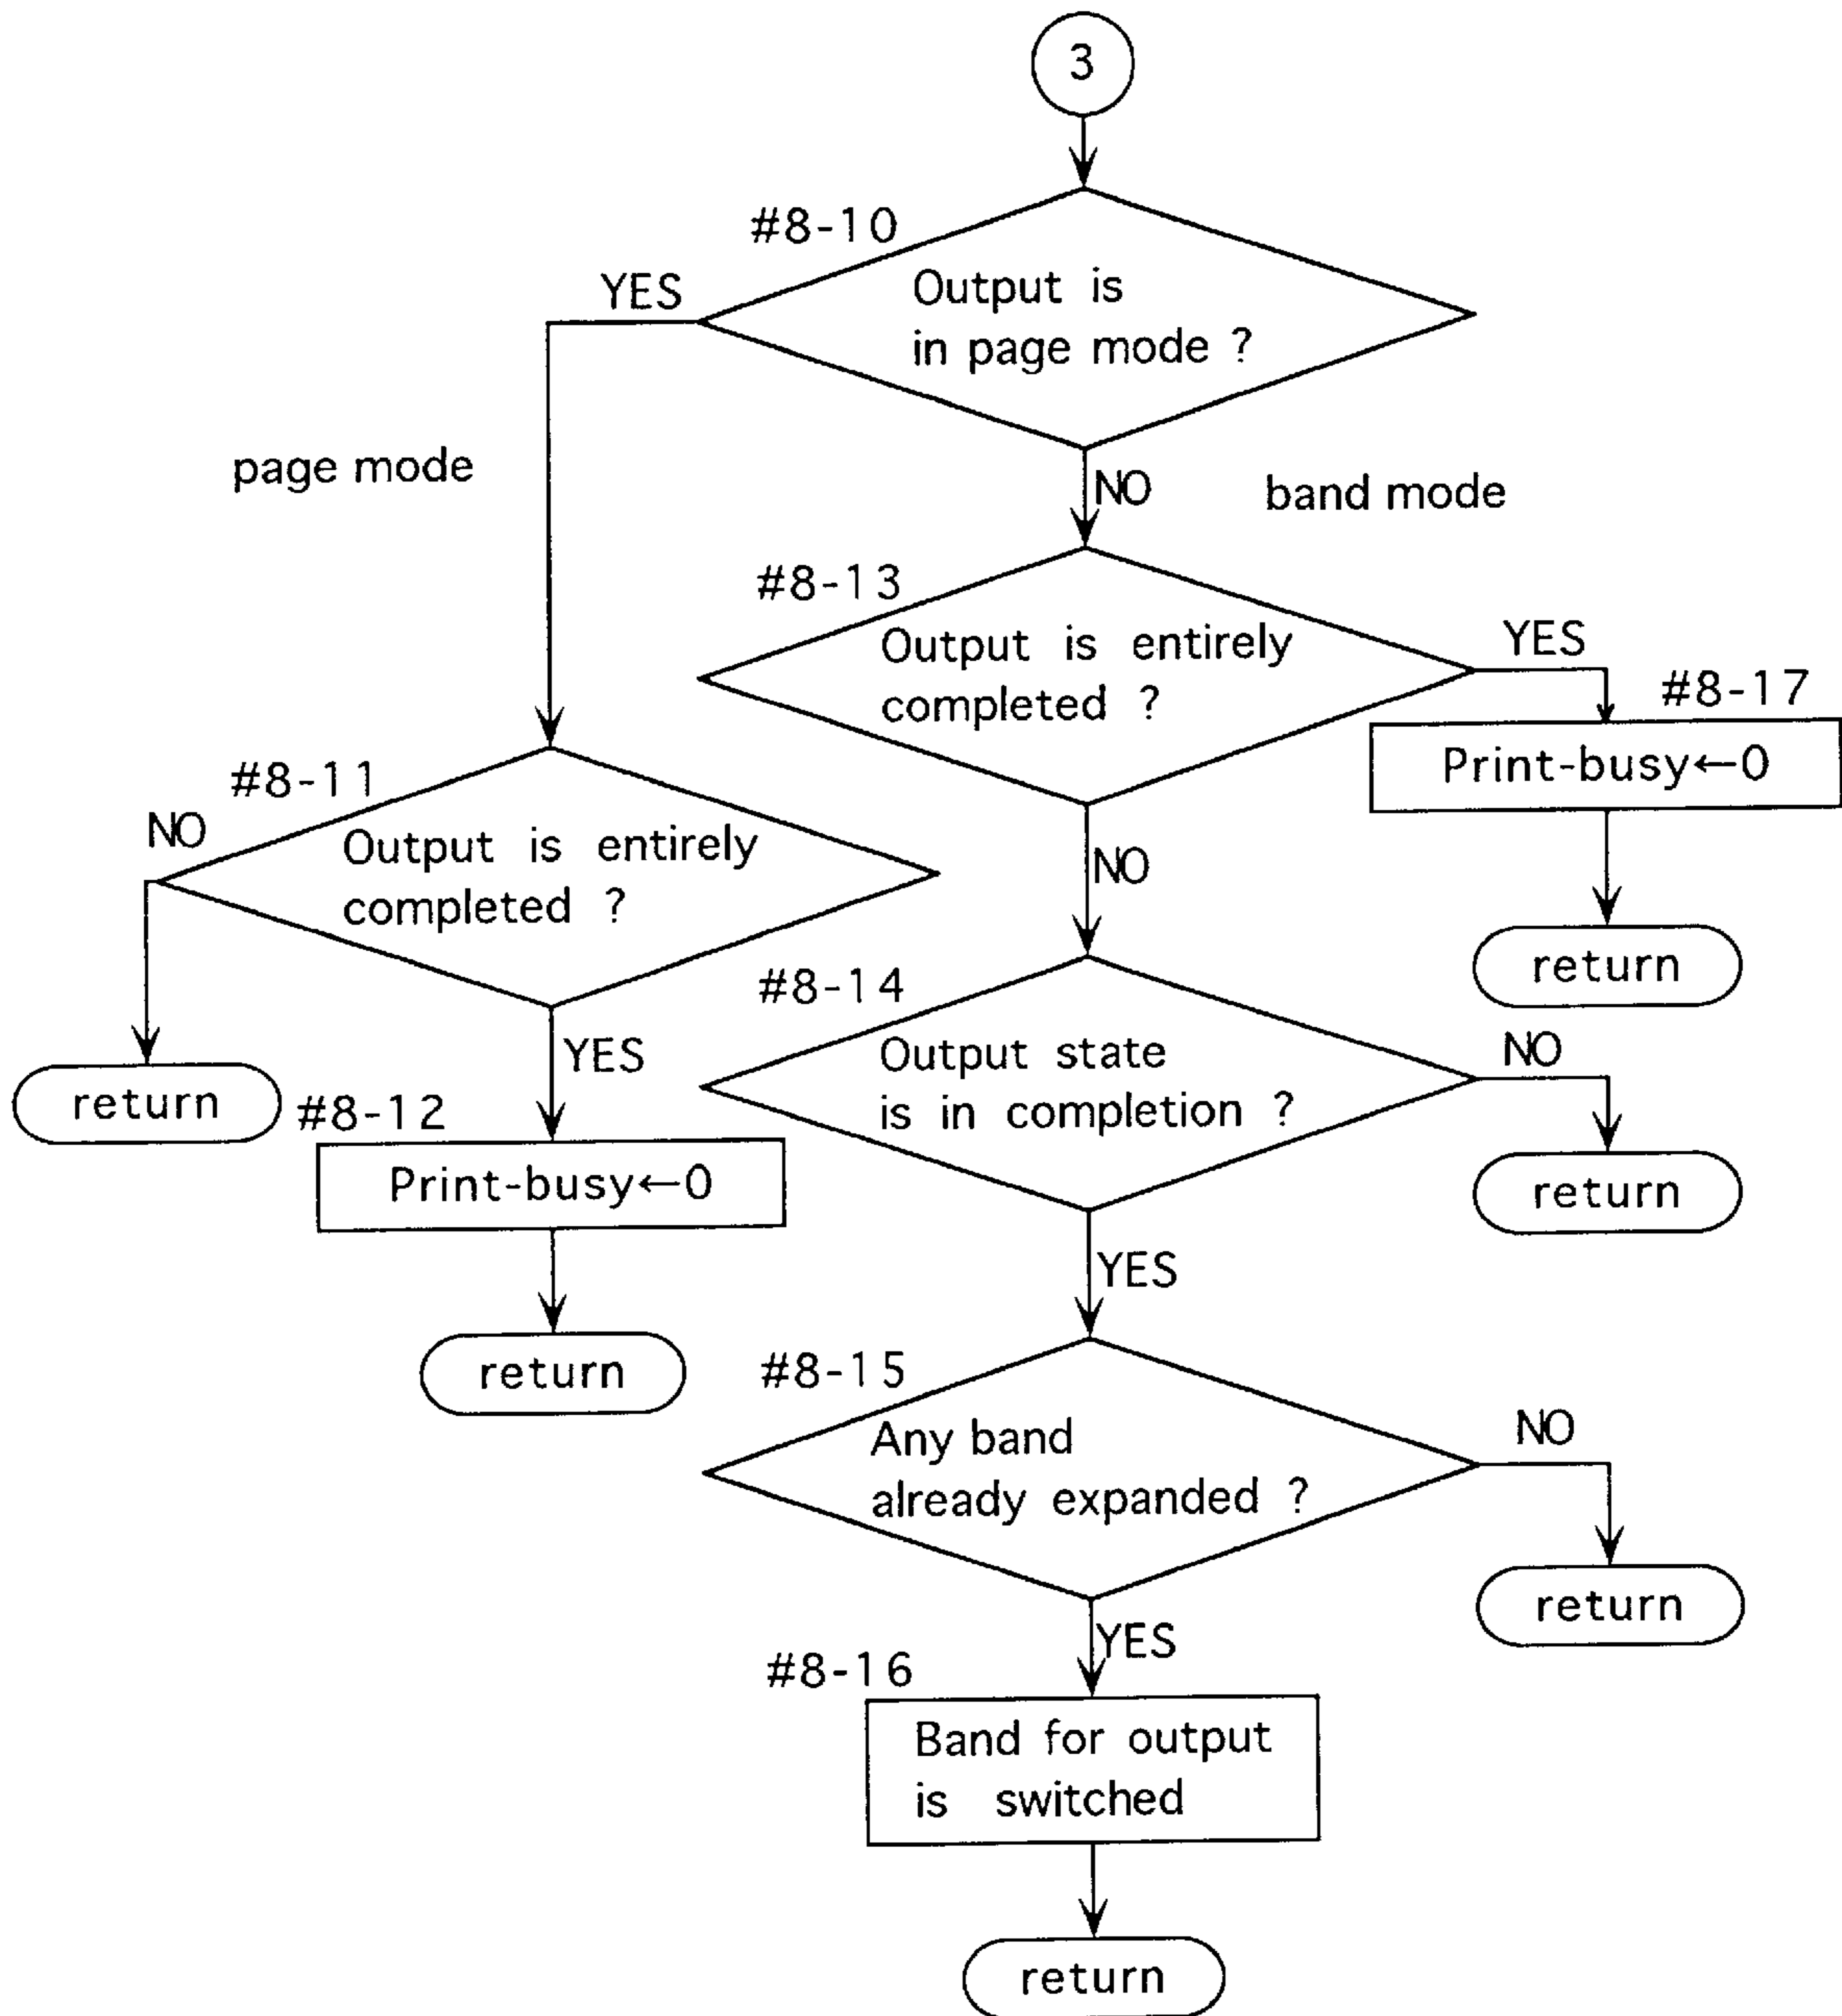 3
#8-10
YES
Output is
in page mode ?
page mode
NO
band mode
#8-13
Output is entirely
completed ?
YES
#8-17
Print-busy←0
return
#8-11
NO
Output is entirely
completed ?
return
YES
#8-12
Print-busy←0
return
NO
#8-14
Output state
is in completion ?
NO
return
YES
#8-15
Any band
already expanded ?
NO
return
YES
#8-16
Band for output
is switched
return